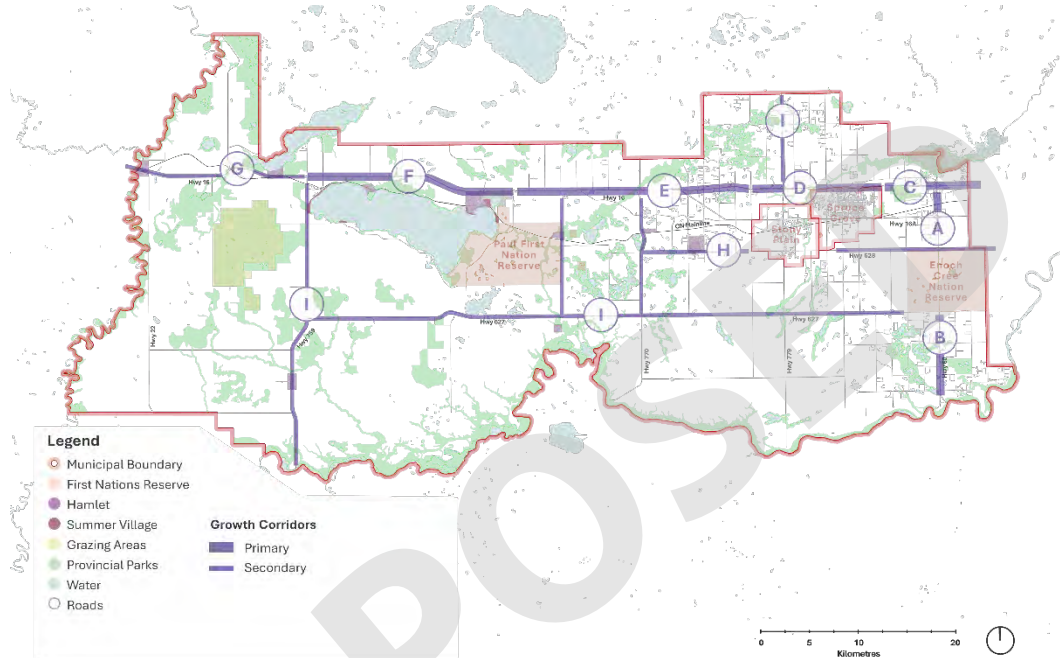 I
G
F
E
D
C
Hwy 16
Hwy 16
Spruce
Grove
Hwy 16A
A
CN Mainline
Stony
Plain
Paul First
Nation
Reserve
H
Hwy 628
Enoch
Cree
Nation
Reserve
I
I
Hwy 627
Hwy 627
B
Hwy 22
Hwy 759
Hwy 770
Hwy 779
POSED
Legend
Municipal Boundary
First Nations Reserve
Hamlet
Summer Village
Grazing Areas
Provincial Parks
Water
Roads
Growth Corridors
Primary
Secondary
0 5 10 20
Kilometres